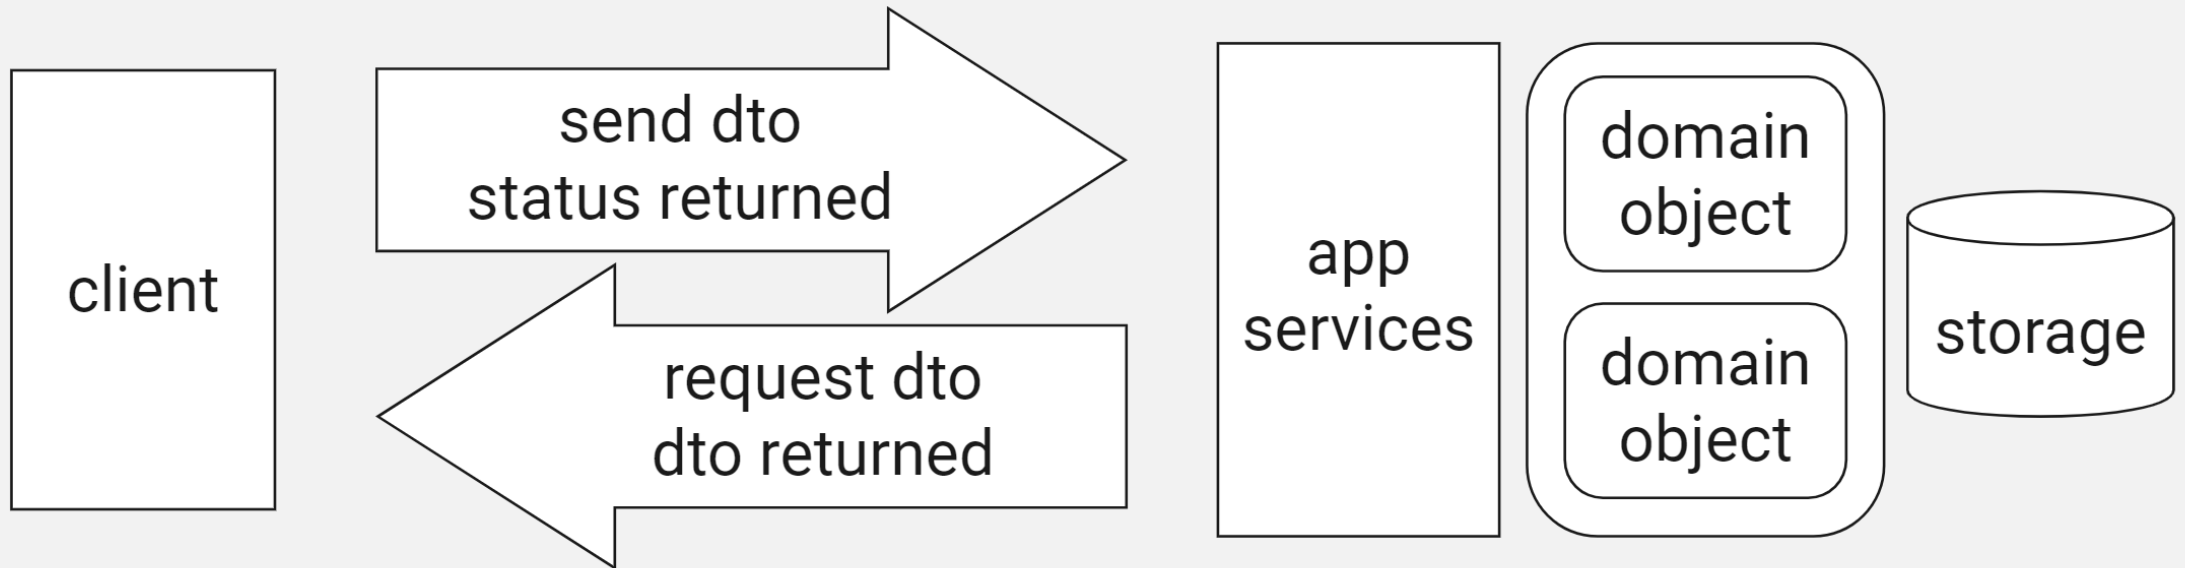 client
send dto
status returned
request dto
dto returned
app
services
domain
object
domain
object
storage